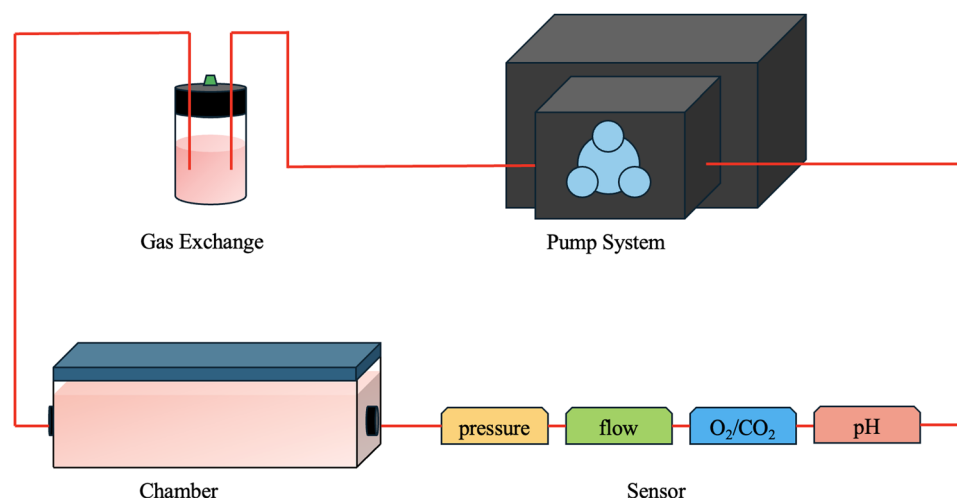 Gas Exchange
Pump System
pressure
flow
O₂/CO₂
pH
Chamber
Sensor